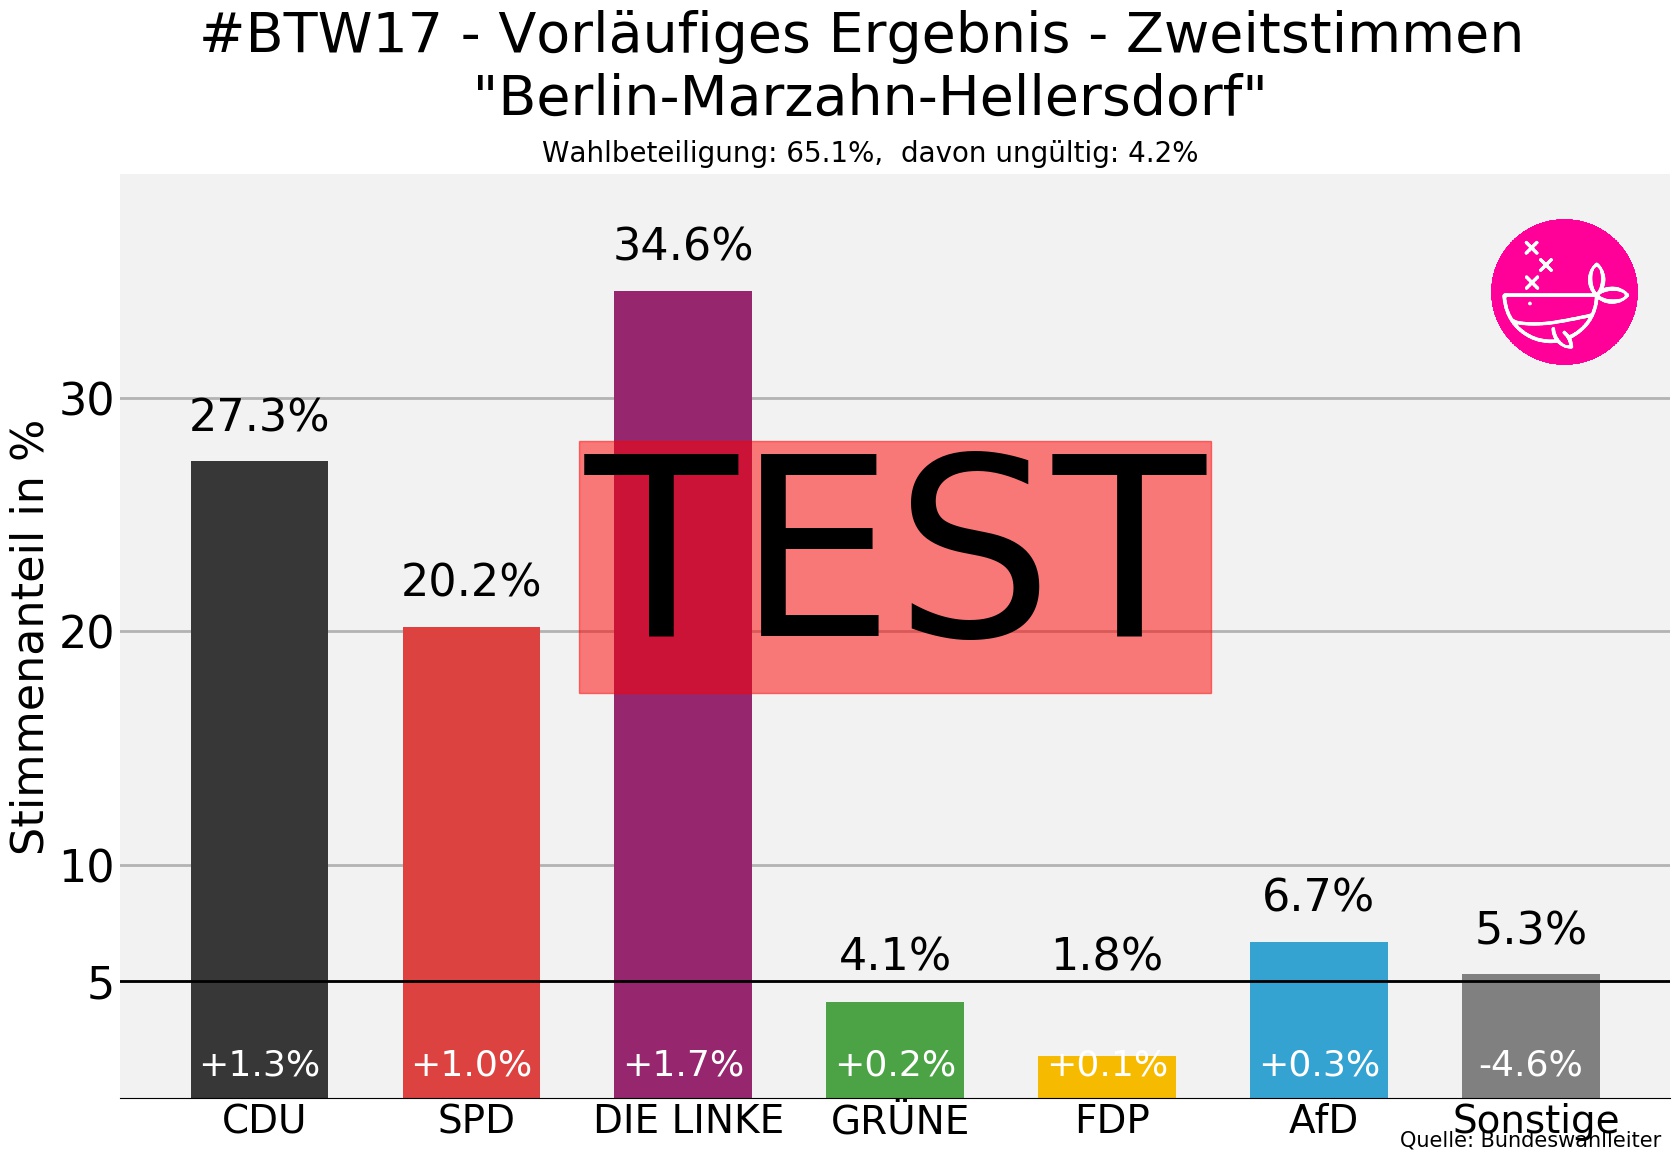 #BTW17 - Vorläufiges Ergebnis - Zweitstimmen
"Berlin-Marzahn-Hellersdorf"
Wahlbeteiligung: 65.1%,  davon ungültig: 4.2%
Stimmenanteil in %
30
20
10
5
27.3%
20.2%
34.6%
4.1%
1.8%
6.7%
5.3%
TEST
+1.3%
+1.0%
+1.7%
+0.2%
+0.1%
+0.3%
-4.6%
CDU
SPD
DIE LINKE
GRÜNE
FDP
AfD
Sonstige
Quelle: Bundeswahlleiter